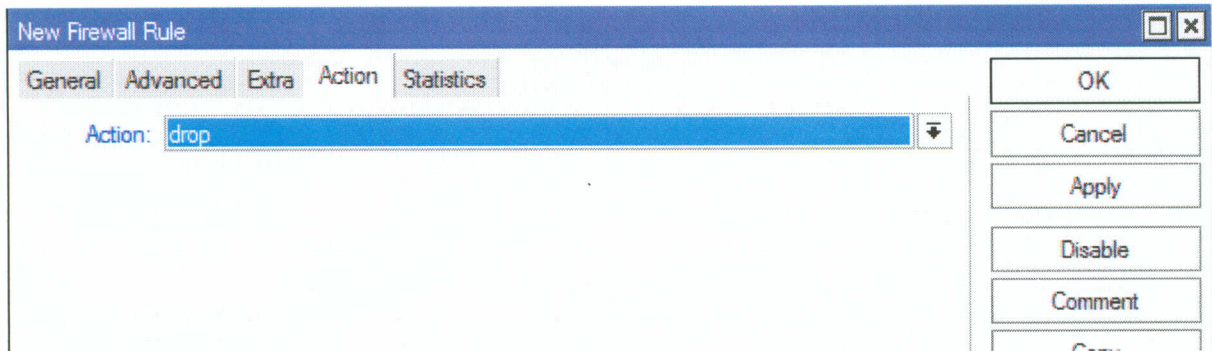 New Firewall Rule
General Advanced Extra Action Statistics
Action: drop
OK
Cancel
Apply
Disable
Comment